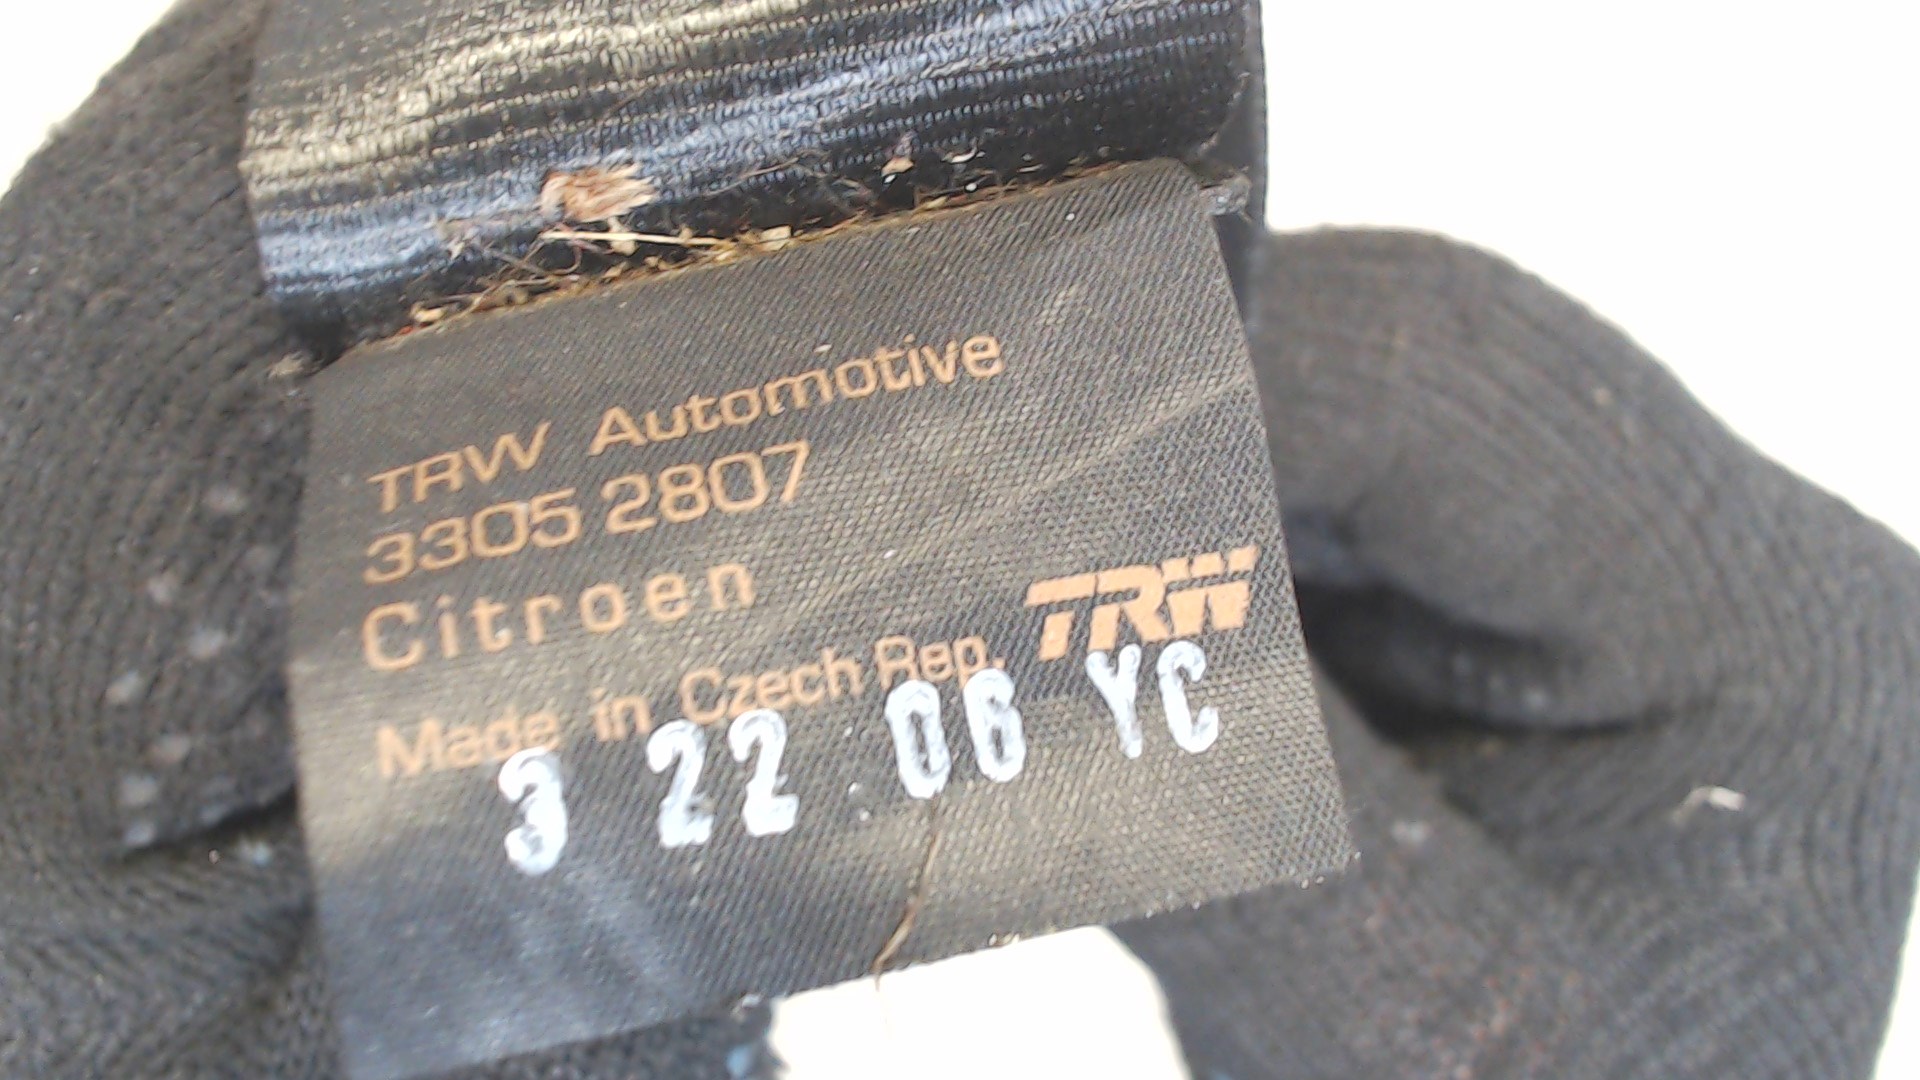 TRW Automotive
3305 2807
Citroen
TRW
Made in Czech Rep.
3 22 06 YC